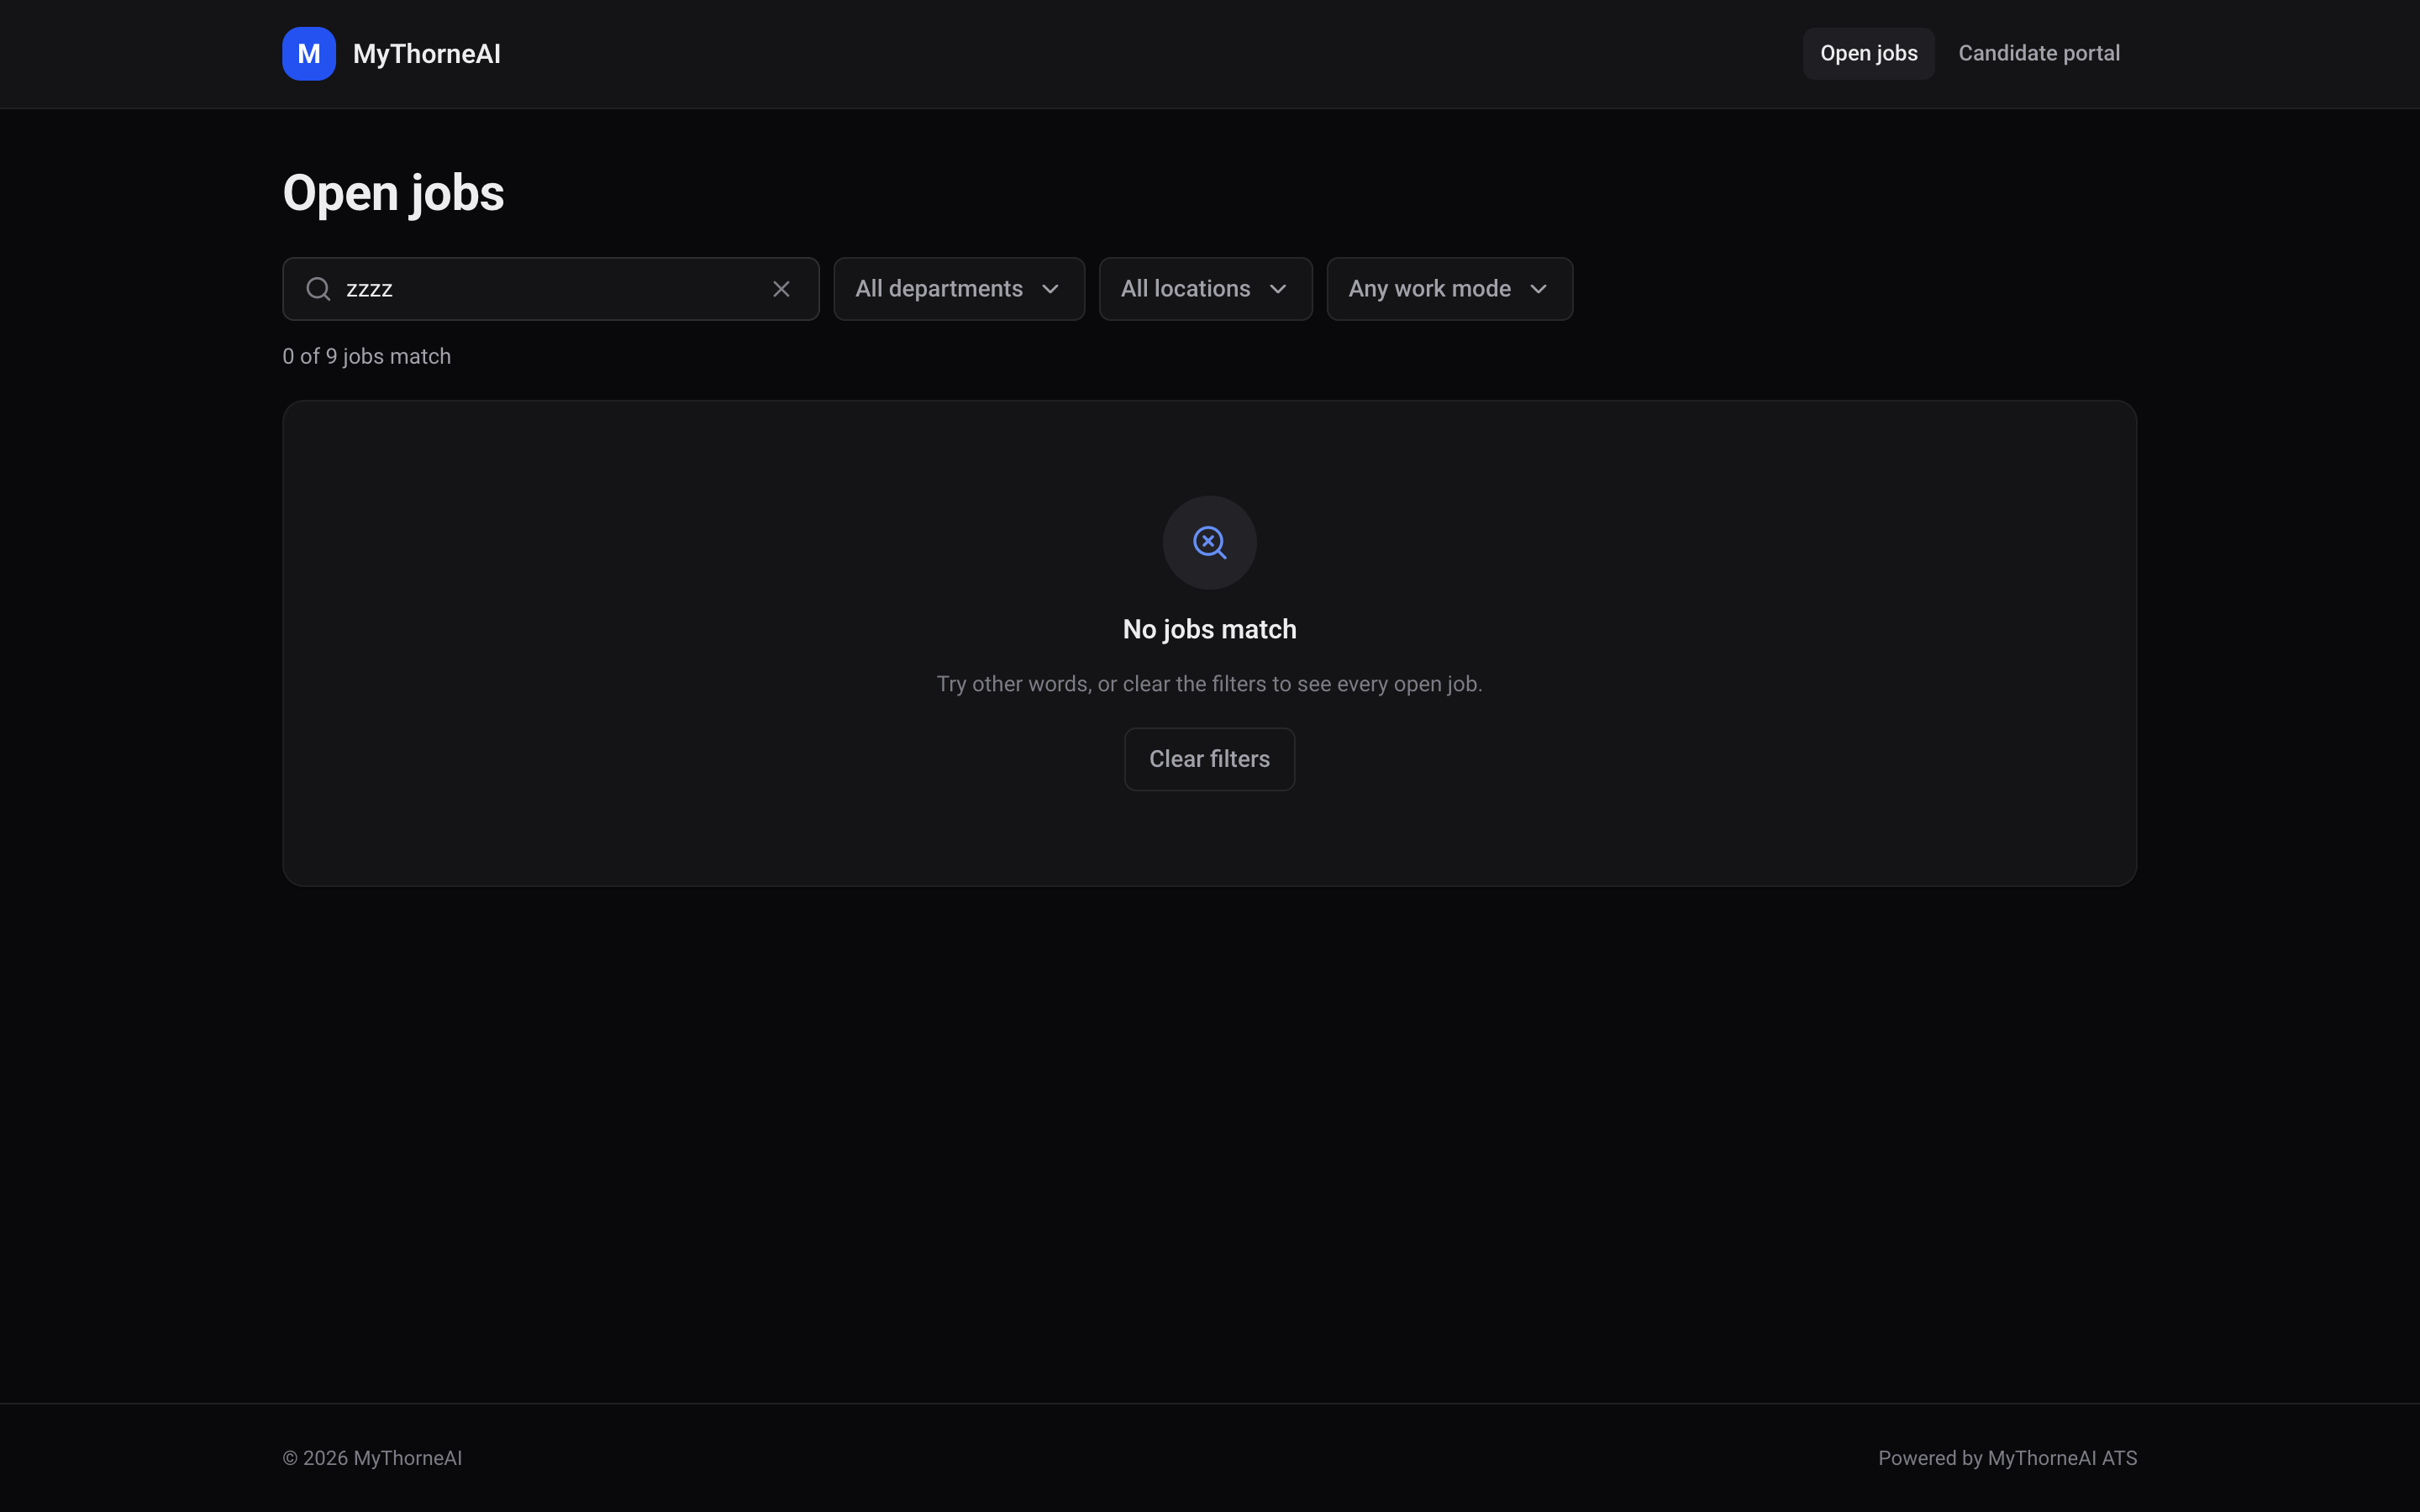 M MyThorneAI
Open jobs Candidate portal
Open jobs
zzzz
All departments
All locations
Any work mode
0 of 9 jobs match
No jobs match
Try other words, or clear the filters to see every open job.
Clear filters
© 2026 MyThorneAI
Powered by MyThorneAI ATS